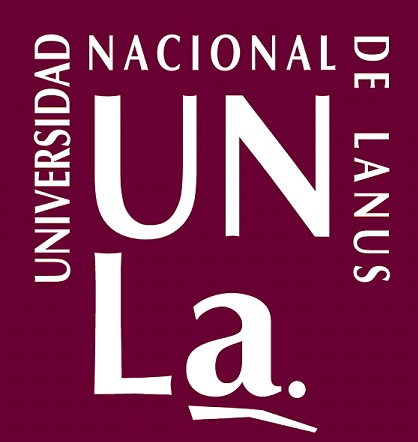 UNIVERSIDAD
NACIONAL
DE LANUS
UN
La.